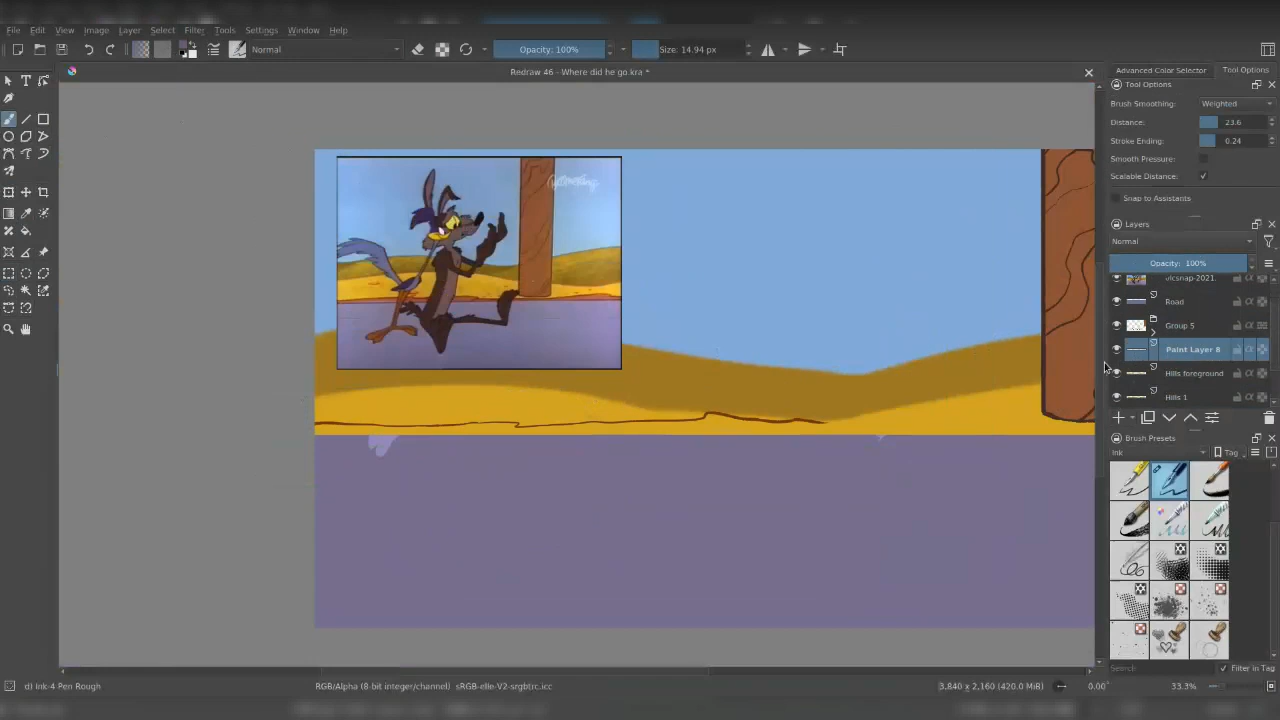 File Edit View Image Layer Select Filter Tools Settings Window Help
Normal Opacity: 100% Size: 14.94 px
Redraw 46 - Where did he go kra *
Advanced Color Selector Tool Options
Tool Options
Brush Smoothing: Weighted
Distance: 23.6
Stroke Ending: 0.24
Smooth Pressure:
Scalable Distance:
Snap to Assistants
Layers
Normal
Opacity: 100%
Road
Group 5
Paint Layer 8
Hills foreground
Hills 1
Brush Presets
Ink Tag
Search Filter in Tag
Boomerang
d) Ink-4 Pen Rough RGB/Alpha (8-bit integer/channel) sRGB-elle-V2-srgbtrc.icc 3,840 x 2,160 (420.0 MiB) 0.00° 33.3%